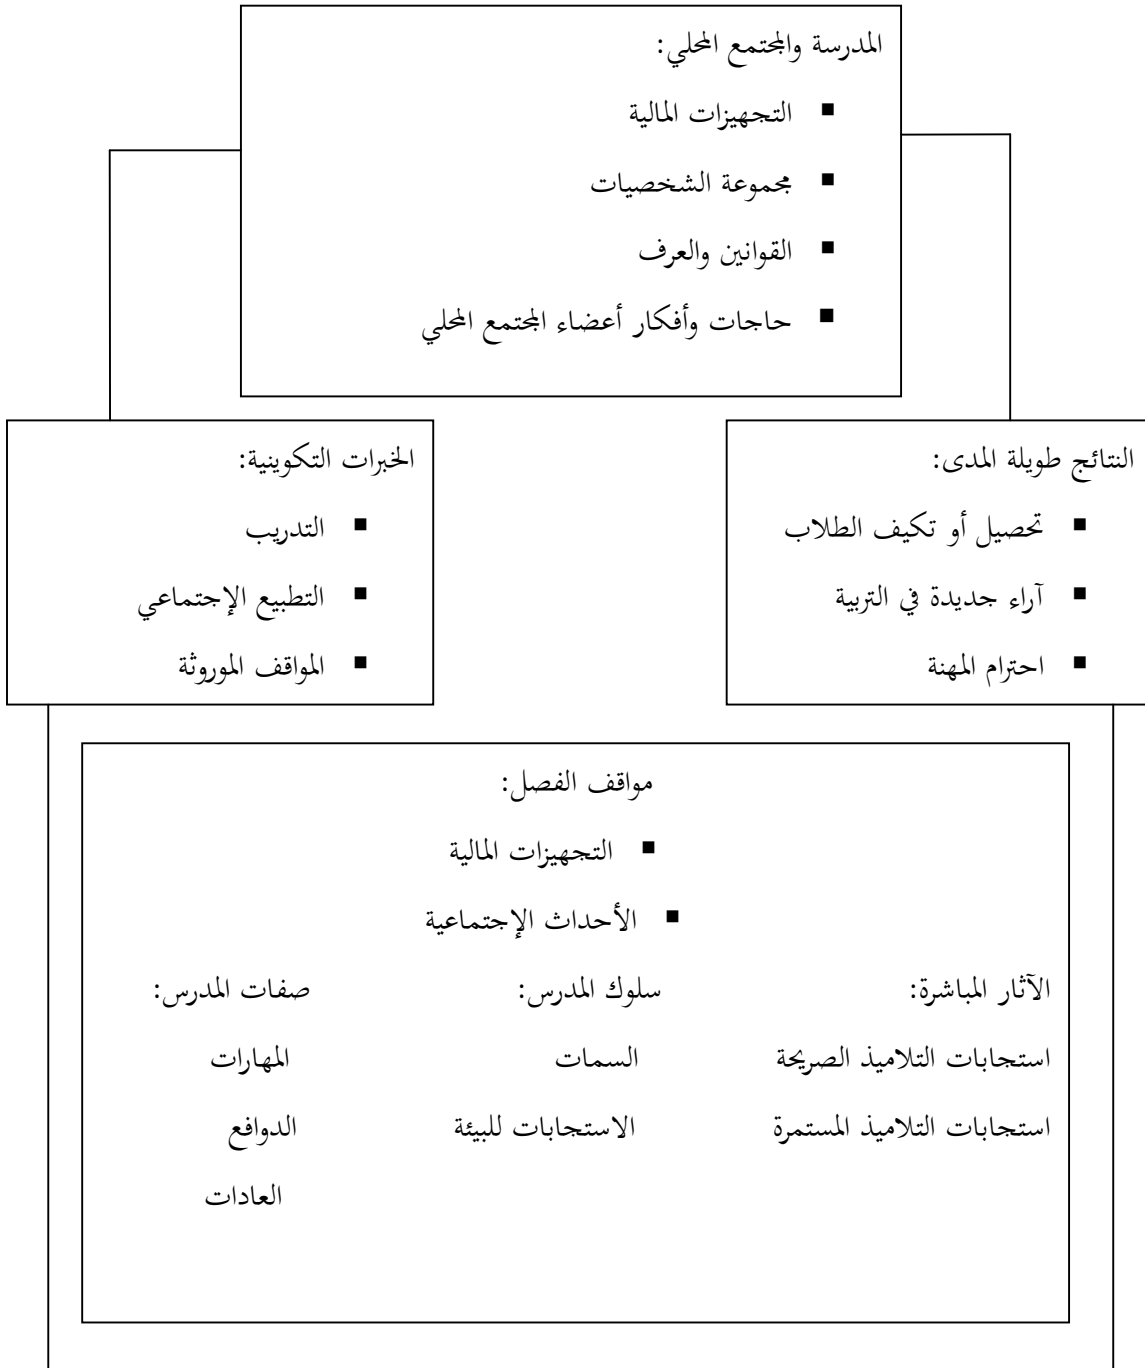 المدرسة والمجتمع المحلي:
▪ التجهيزات المالية
▪ مجموعة الشخصيات
▪ القوانين والعرف
▪ حاجات وأفكار أعضاء المجتمع المحلي
النتائج طويلة المدى:
▪ تحصيل أو تكيف الطلاب
▪ آراء جديدة في التربية
▪ احترام المهنة
الخبرات التكوينية:
▪ التدريب
▪ التطبيع الإجتماعي
▪ المواقف الموروثة
مواقف الفصل:
▪ التجهيزات المالية
▪ الأحداث الإجتماعية
الآثار المباشرة:
استجابات التلاميذ الصريحة
استجابات التلاميذ المستمرة
سلوك المدرس:
السمات
الاستجابات للبيئة
صفات المدرس:
المهارات
الدوافع
العادات